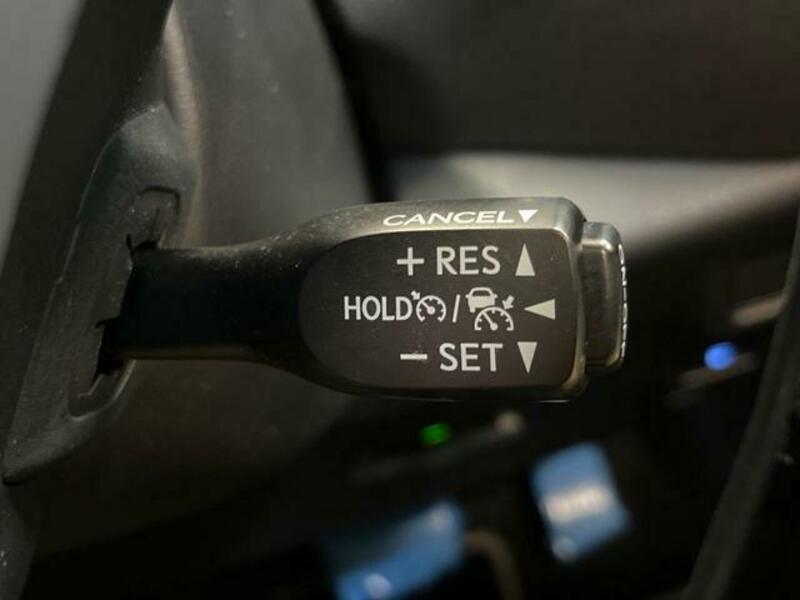 CANCEL▼
+ RES ▲
HOLD / ◀
− SET ▼